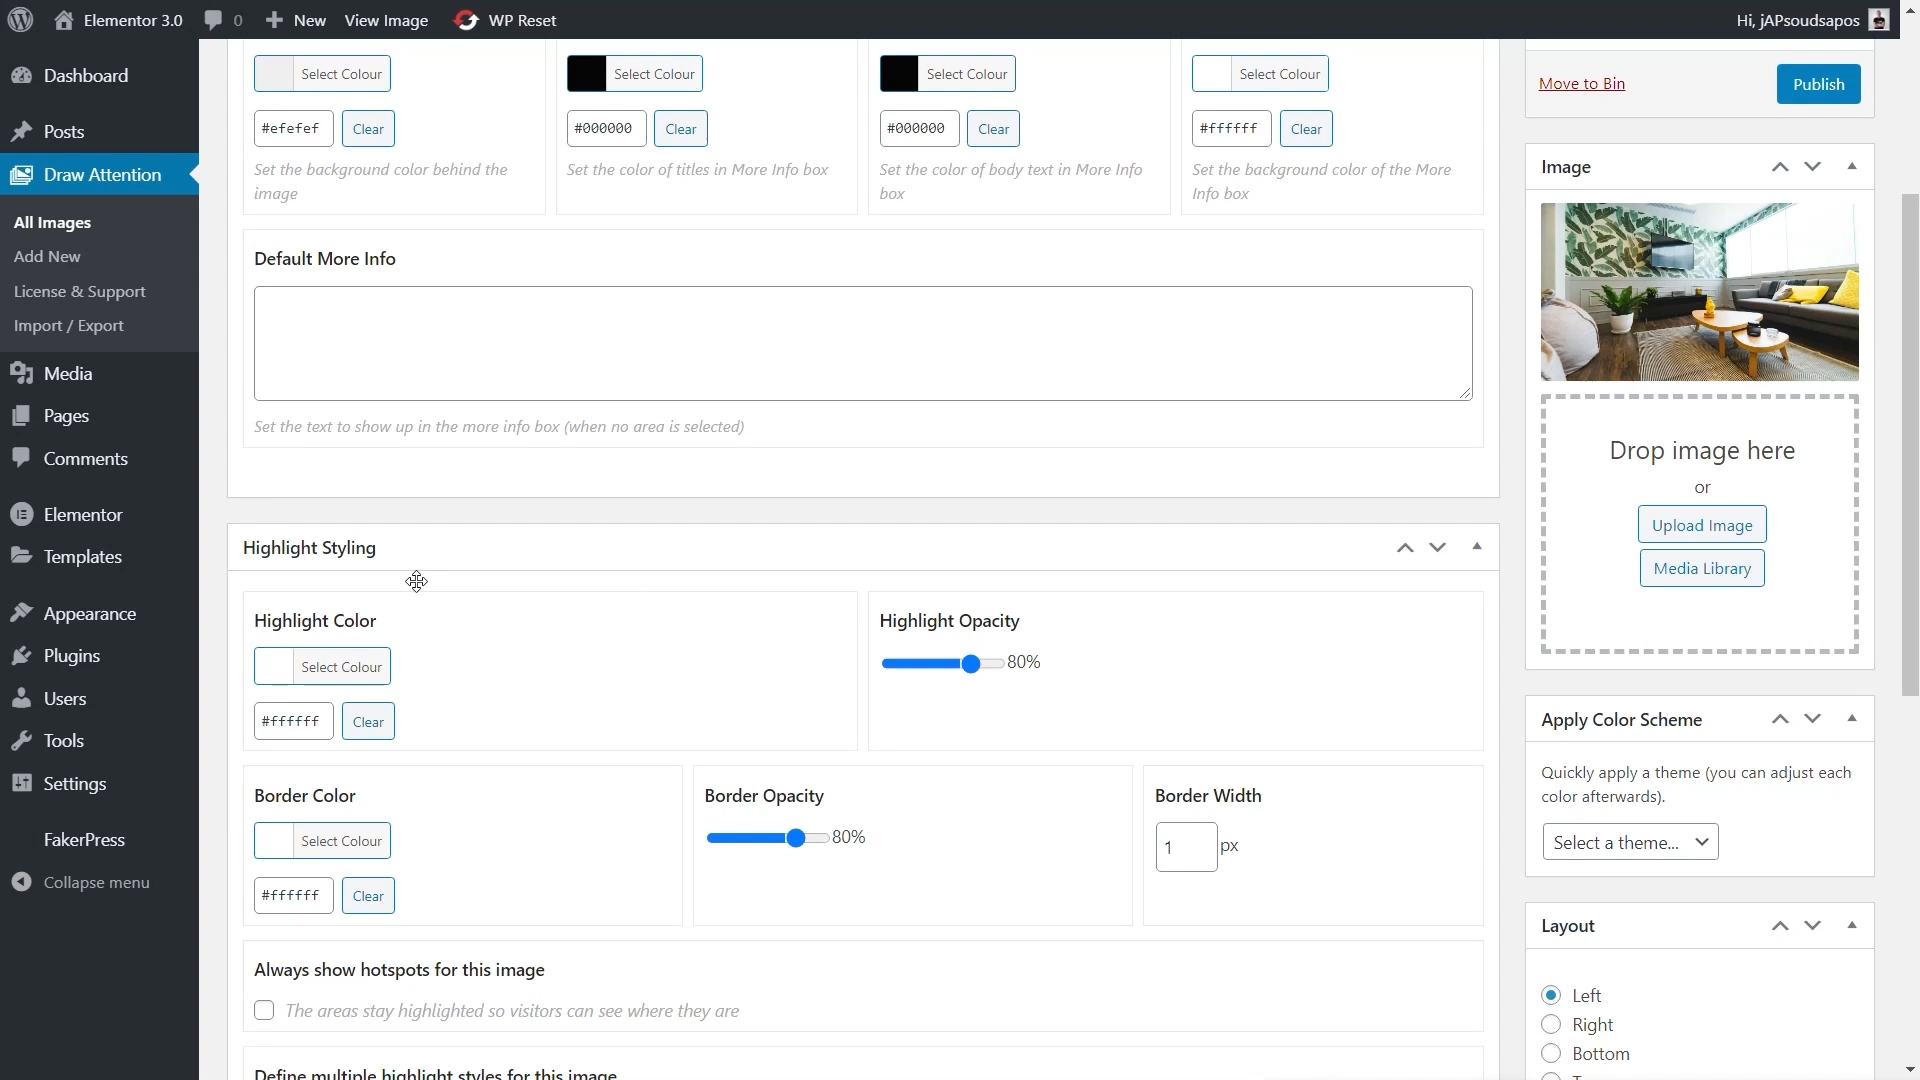 Elementor 3.0
0
New
View Image
WP Reset
Hi, jAPsoudsapos
Dashboard
Posts
Draw Attention
All Images
Add New
License & Support
Import / Export
Media
Pages
Comments
Elementor
Templates
Appearance
Plugins
Users
Tools
Settings
FakerPress
Collapse menu
Select Colour
#efefef
Clear
Set the background color behind the
image
Select Colour
#000000
Clear
Set the color of titles in More Info box
Select Colour
#000000
Clear
Set the color of body text in More Info
box
Select Colour
#ffffff
Clear
Set the background color of the More
Info box
Default More Info
Set the text to show up in the more info box (when no area is selected)
Highlight Styling
Highlight Color
Select Colour
#ffffff
Clear
Highlight Opacity
80%
Border Color
Select Colour
#ffffff
Clear
Border Opacity
80%
Border Width
1 px
Always show hotspots for this image
The areas stay highlighted so visitors can see where they are
Define multiple highlight styles for this image
Move to Bin
Publish
Image
Drop image here
or
Upload Image
Media Library
Apply Color Scheme
Quickly apply a theme (you can adjust each
color afterwards).
Select a theme...
Layout
Left
Right
Bottom